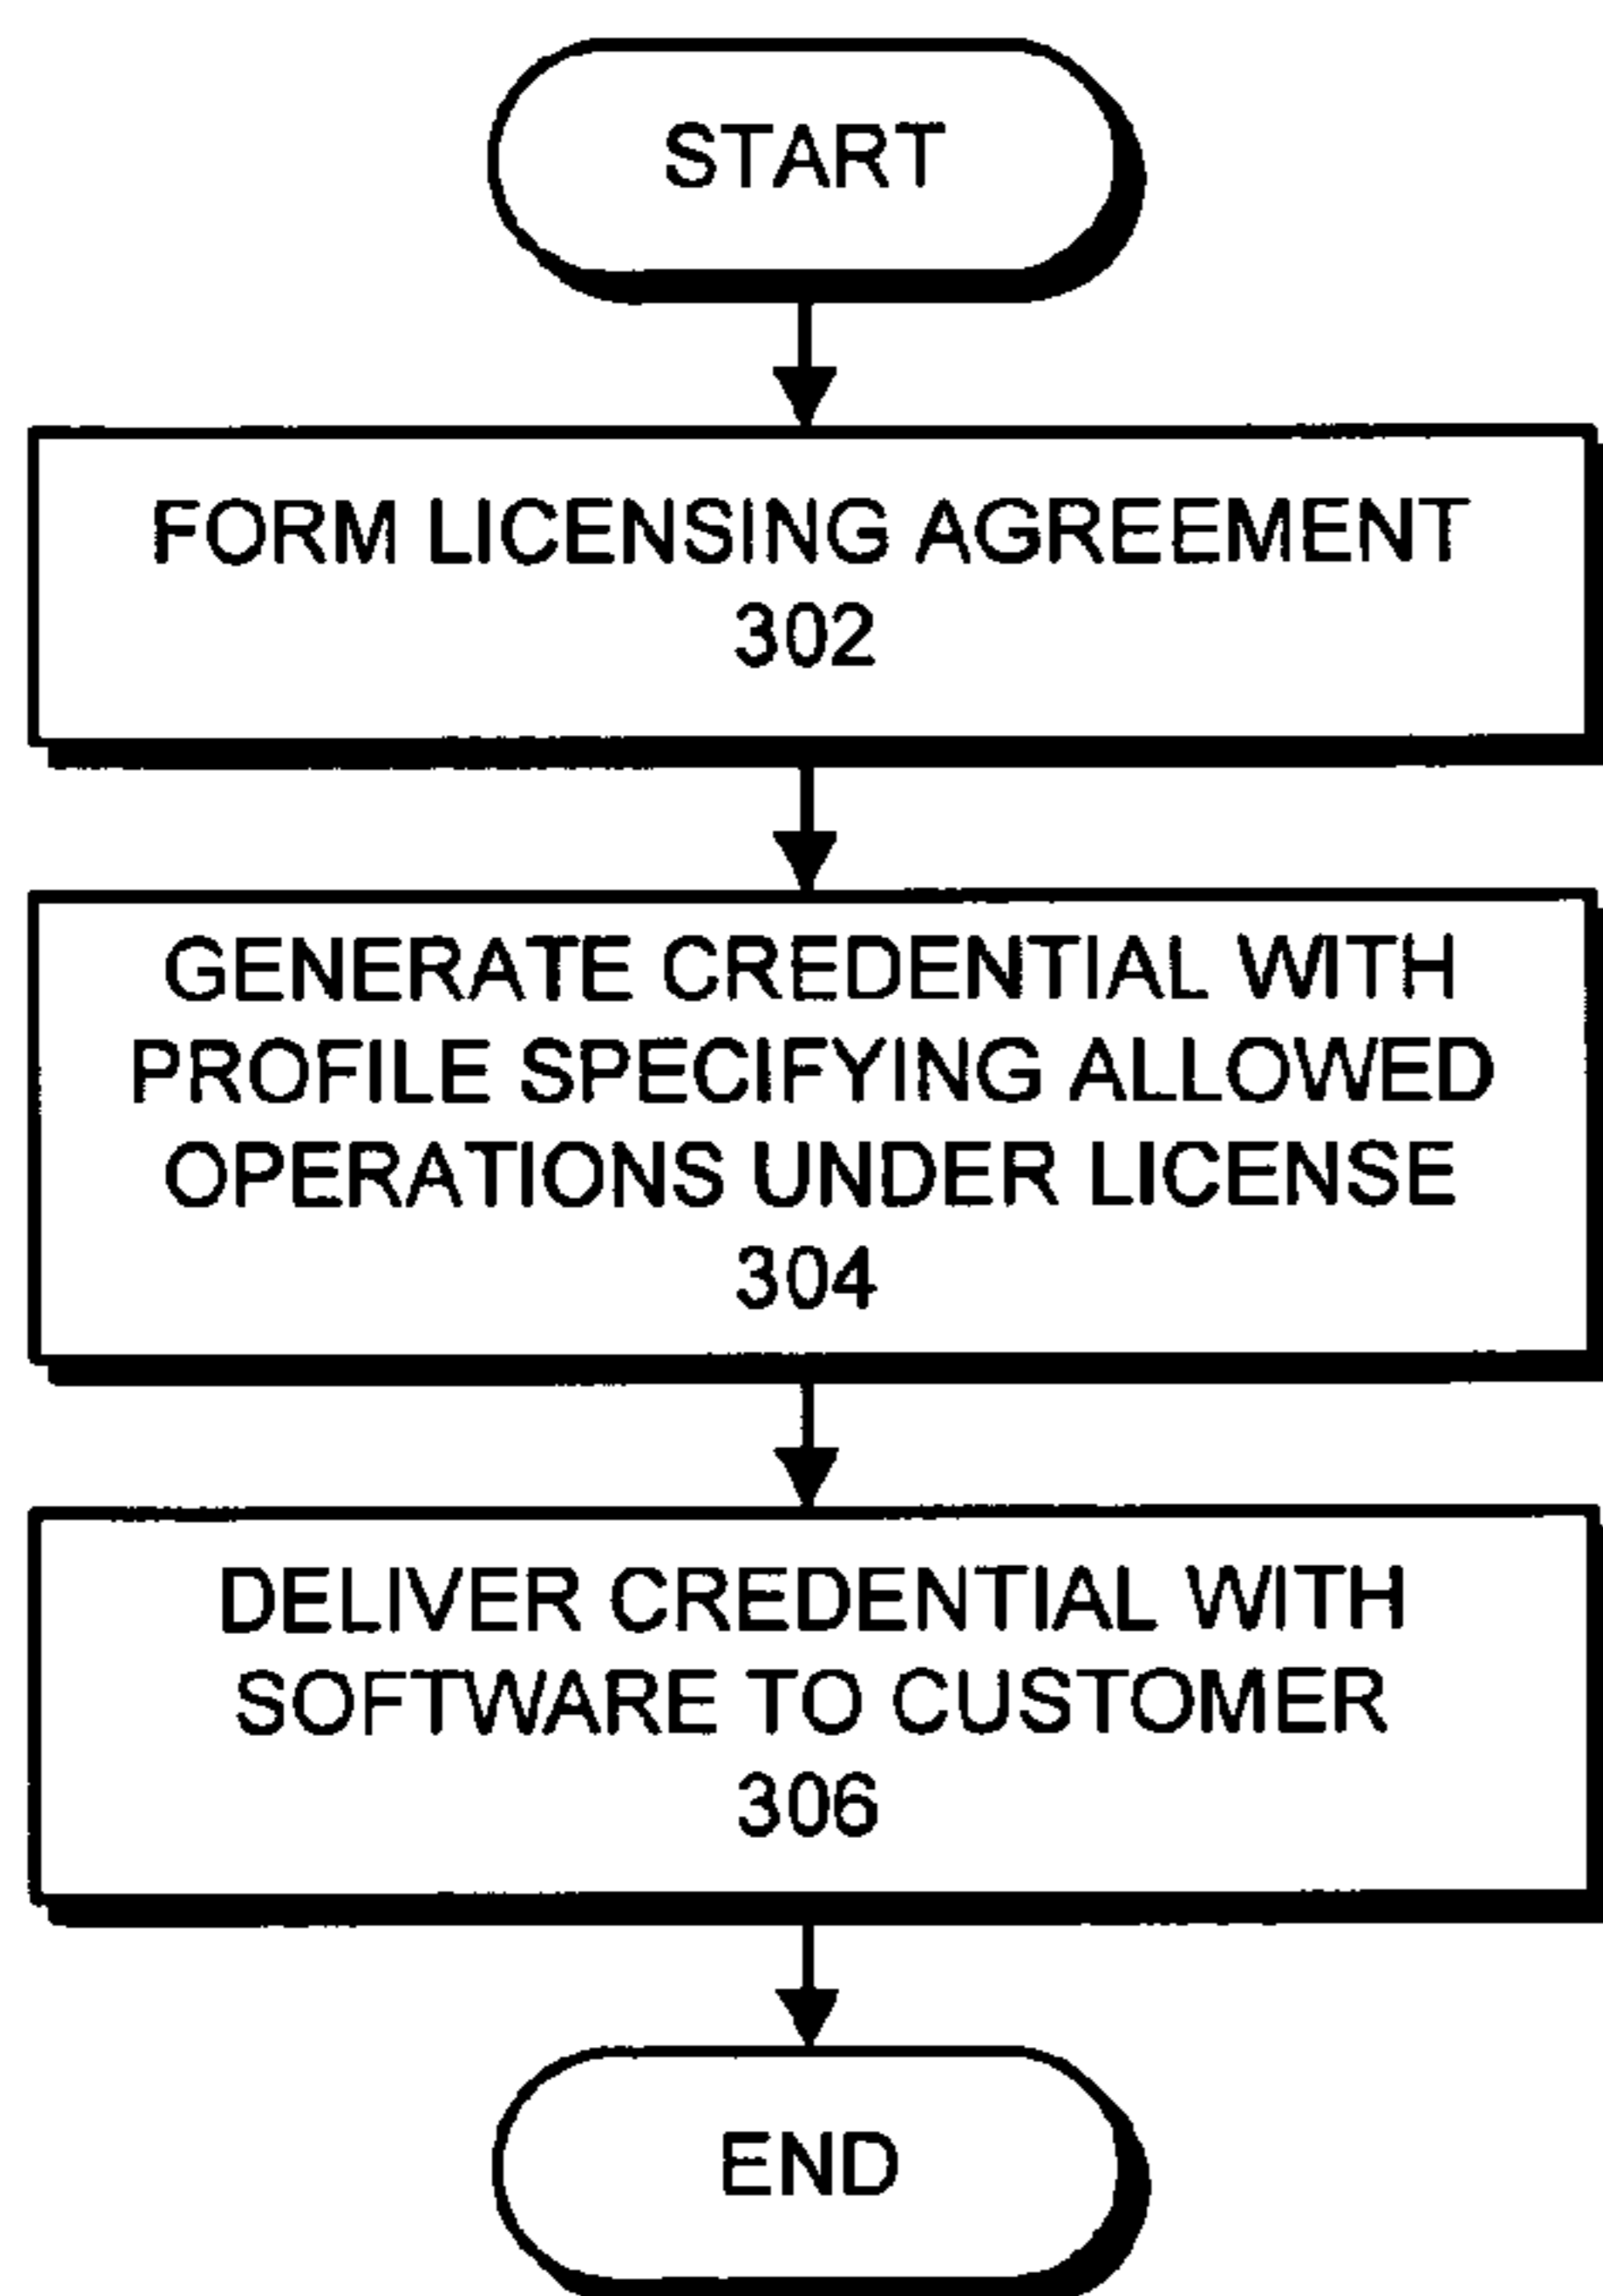 START
FORM LICENSING AGREEMENT
302
GENERATE CREDENTIAL WITH
PROFILE SPECIFYING ALLOWED
OPERATIONS UNDER LICENSE
304
DELIVER CREDENTIAL WITH
SOFTWARE TO CUSTOMER
306
END